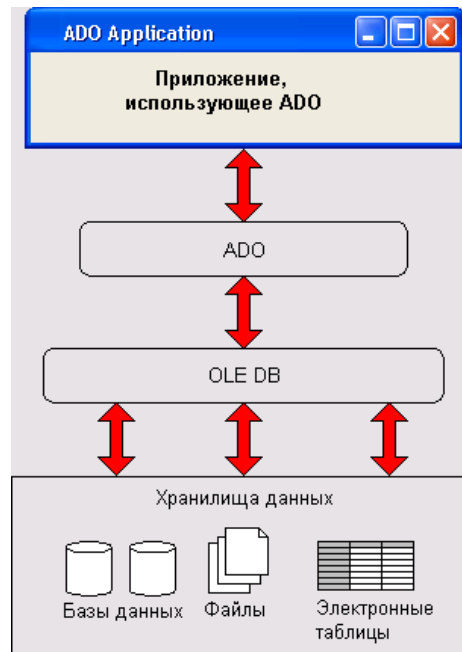 ADO Application
Приложение,
использующее ADO
ADO
OLE DB
Хранилища данных
Базы данных
Файлы
Электронные
таблицы